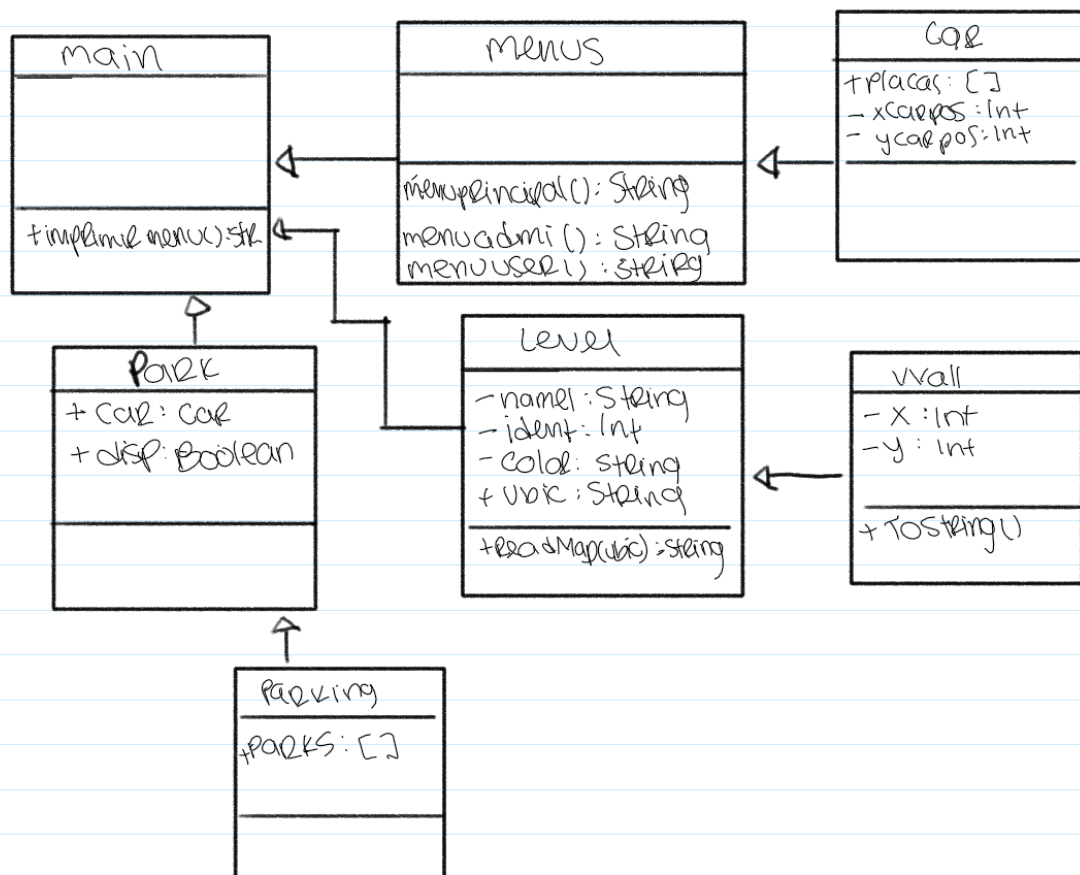 main
+imprimir menu():str
menus
menuprincipal(): String
menuadmi(): String
menuuser(): String
car
+placas: []
- xcarpos: Int
- ycarpos: Int
Park
+ car: car
+ disp: Boolean
Level
- namel: String
- ident: Int
- color: String
+ ubic: String
+ReadMap(ubic): String
Wall
- x: Int
- y: Int
+ ToString()
Parking
+PARKS: []